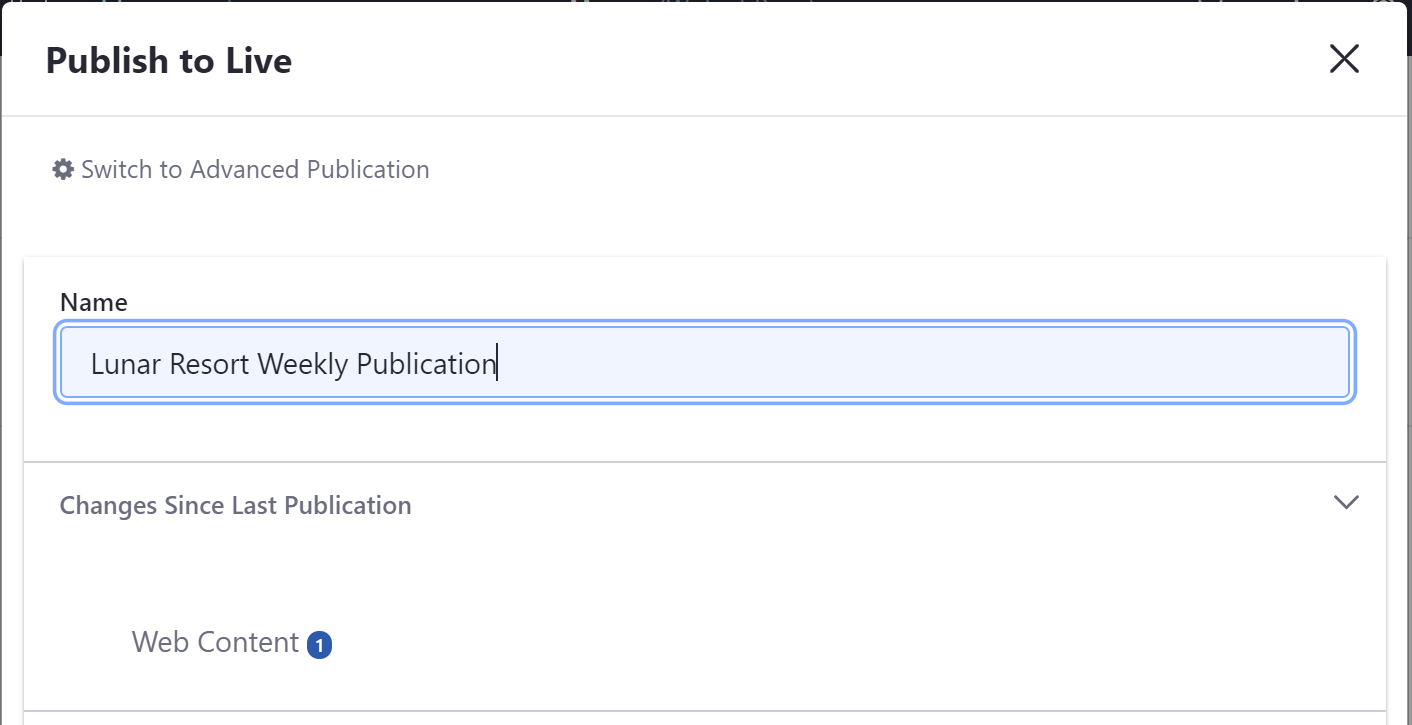 Publish to Live
Switch to Advanced Publication
Name
Lunar Resort Weekly Publication
Changes Since Last Publication
Web Content 1